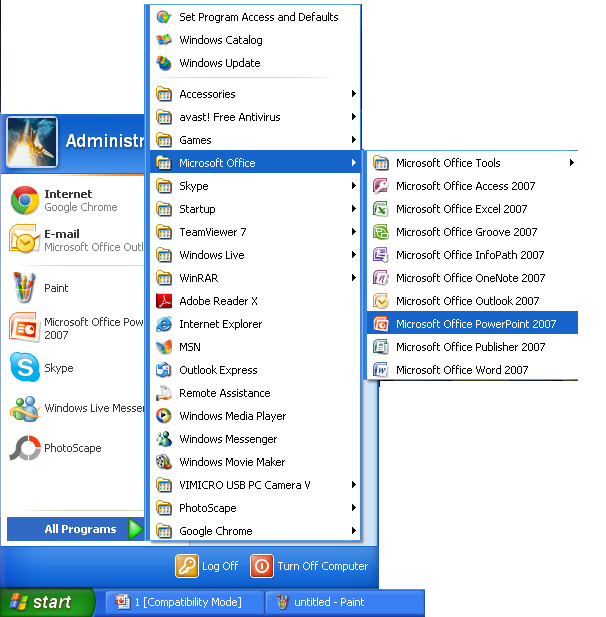 Set Program Access and Defaults
Windows Catalog
Windows Update
Accessories
avast! Free Antivirus
Games
Microsoft Office
Skype
Startup
TeamViewer 7
Windows Live
WinRAR
Adobe Reader X
Internet Explorer
MSN
Outlook Express
Remote Assistance
Windows Media Player
Windows Messenger
Windows Movie Maker
VIMICRO USB PC Camera V
PhotoScape
Google Chrome
Microsoft Office Tools
Microsoft Office Access 2007
Microsoft Office Excel 2007
Microsoft Office Groove 2007
Microsoft Office InfoPath 2007
Microsoft Office OneNote 2007
Microsoft Office Outlook 2007
Microsoft Office PowerPoint 2007
Microsoft Office Publisher 2007
Microsoft Office Word 2007
Administr
Internet
Google Chrome
E-mail
Microsoft Office Outl
Paint
Microsoft Office Pow
2007
Skype
Windows Live Messen
PhotoScape
All Programs
Log Off
Turn Off Computer
start
1 [Compatibility Mode]
untitled - Paint